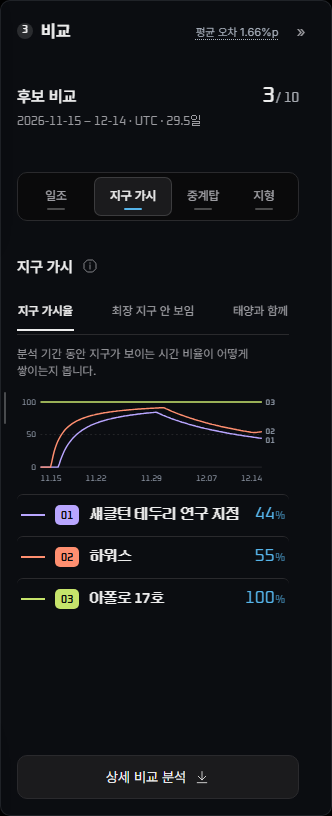 3 비교 평균 오차 1.66%p »
후보 비교 3 / 10
2026-11-15 – 12-14 · UTC · 29.5일
일조 지구 가시 중계탑 지형
지구 가시
지구 가시율 최장 지구 안 보임 태양과 함께
분석 기간 동안 지구가 보이는 시간 비율이 어떻게
쌓이는지 봅니다.
100 03
50 02
01
0
11.15 11.22 11.29 12.07 12.14
01 섀클턴 테두리 연구 지점 44%
02 하워스 55%
03 아폴로 17호 100%
상세 비교 분석